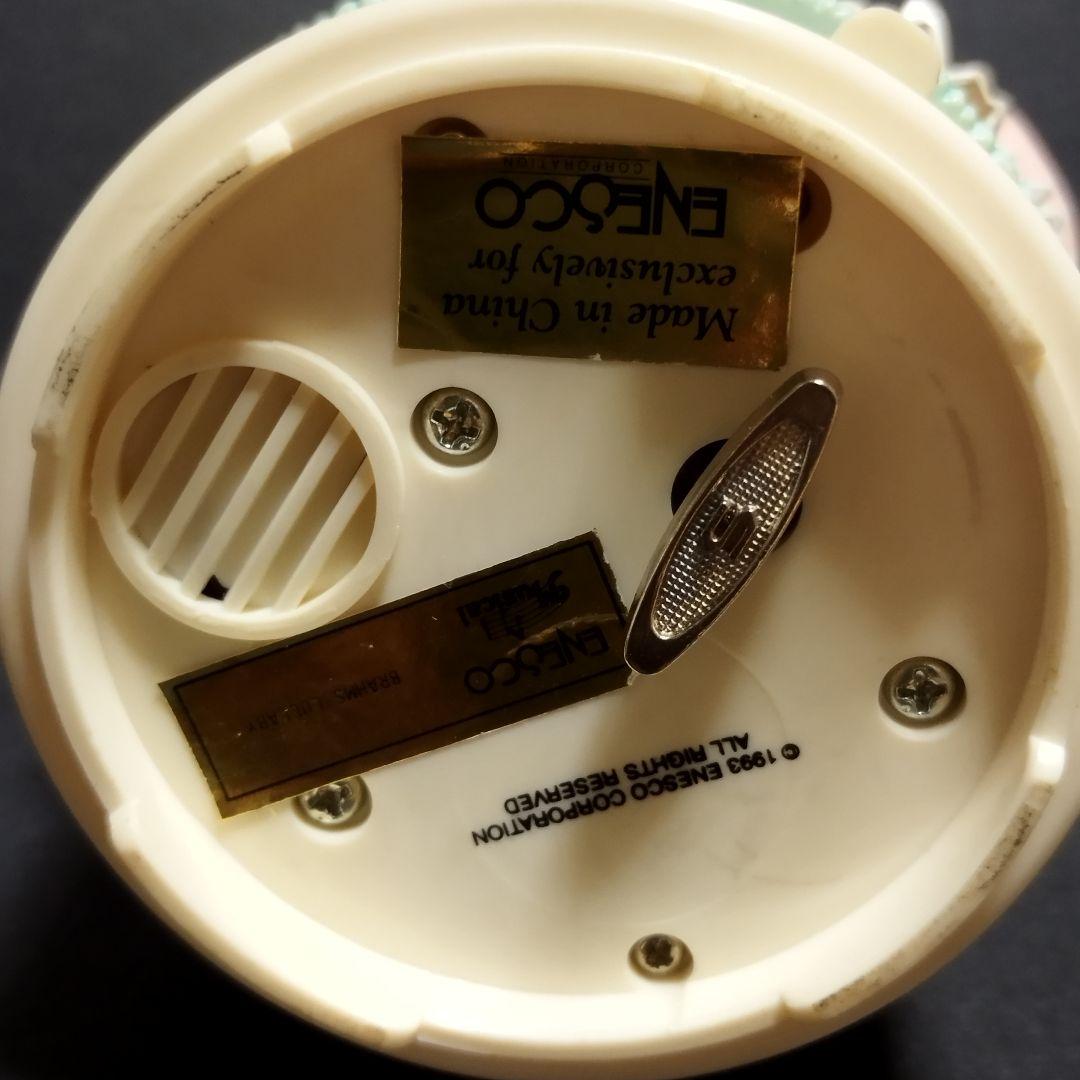 Made in China
exclusively for
ENESCO
CORPORATION
ENESCO
Musical
BRAHMS LULLABY
© 1993 ENESCO CORPORATION
ALL RIGHTS RESERVED